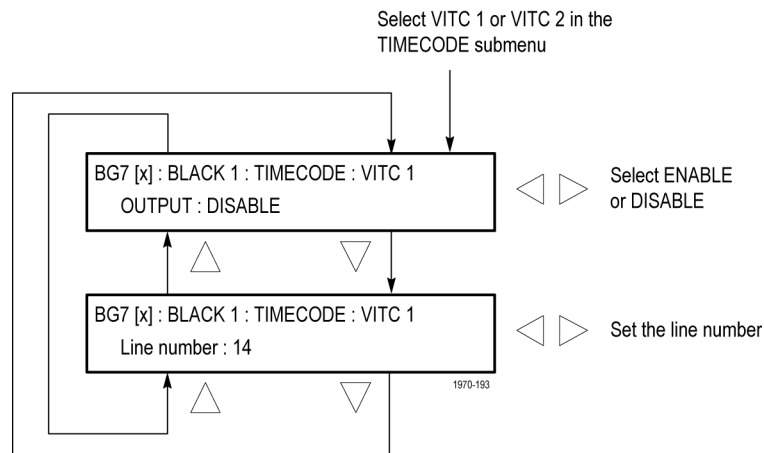 Select VITC 1 or VITC 2 in the
TIMECODE submenu
BG7 [x] : BLACK 1 : TIMECODE : VITC 1
OUTPUT : DISABLE
Select ENABLE
or DISABLE
BG7 [x] : BLACK 1 : TIMECODE : VITC 1
Line number : 14
Set the line number
1970-193